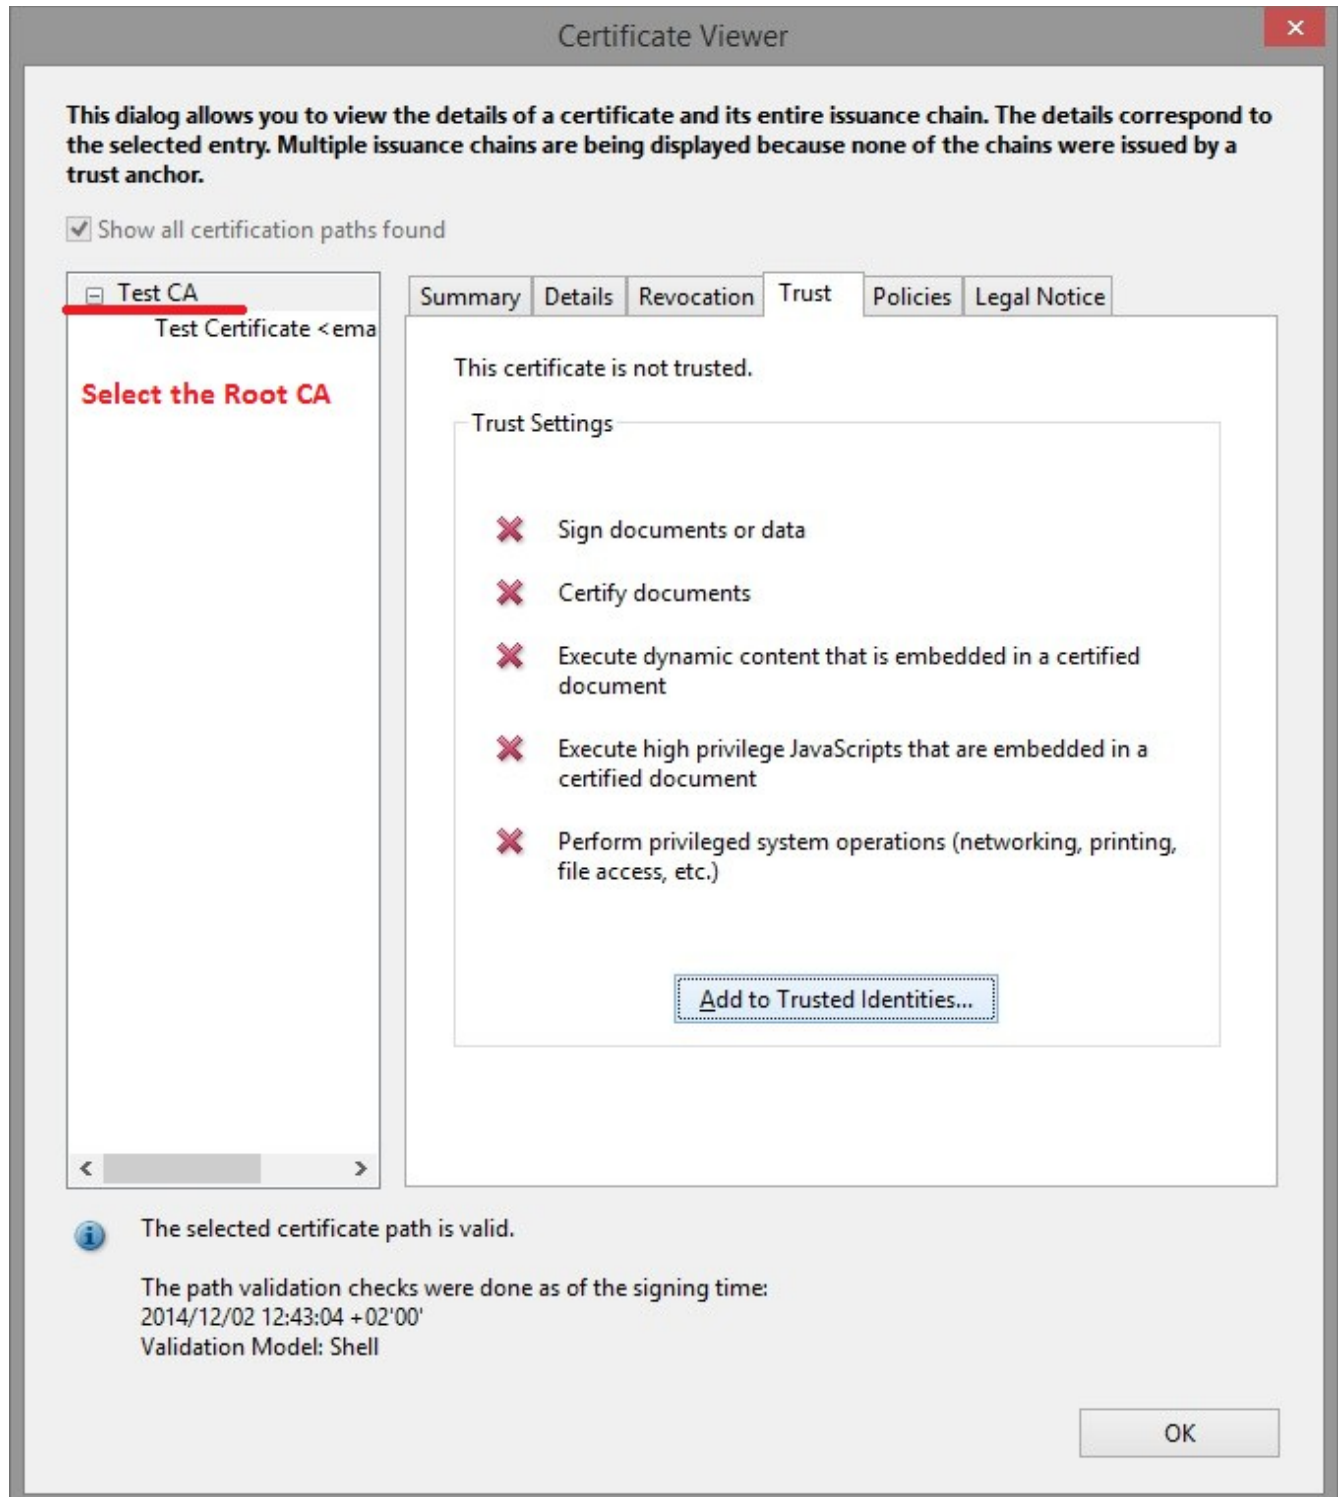 Certificate Viewer
This dialog allows you to view the details of a certificate and its entire issuance chain. The details correspond to
the selected entry. Multiple issuance chains are being displayed because none of the chains were issued by a
trust anchor.
Show all certification paths found
Test CA
Test Certificate <ema
Select the Root CA
Summary
Details
Revocation
Trust
Policies
Legal Notice
This certificate is not trusted.
Trust Settings
Sign documents or data
Certify documents
Execute dynamic content that is embedded in a certified
document
Execute high privilege JavaScripts that are embedded in a
certified document
Perform privileged system operations (networking, printing,
file access, etc.)
Add to Trusted Identities...
The selected certificate path is valid.
The path validation checks were done as of the signing time:
2014/12/02 12:43:04 +02'00'
Validation Model: Shell
OK